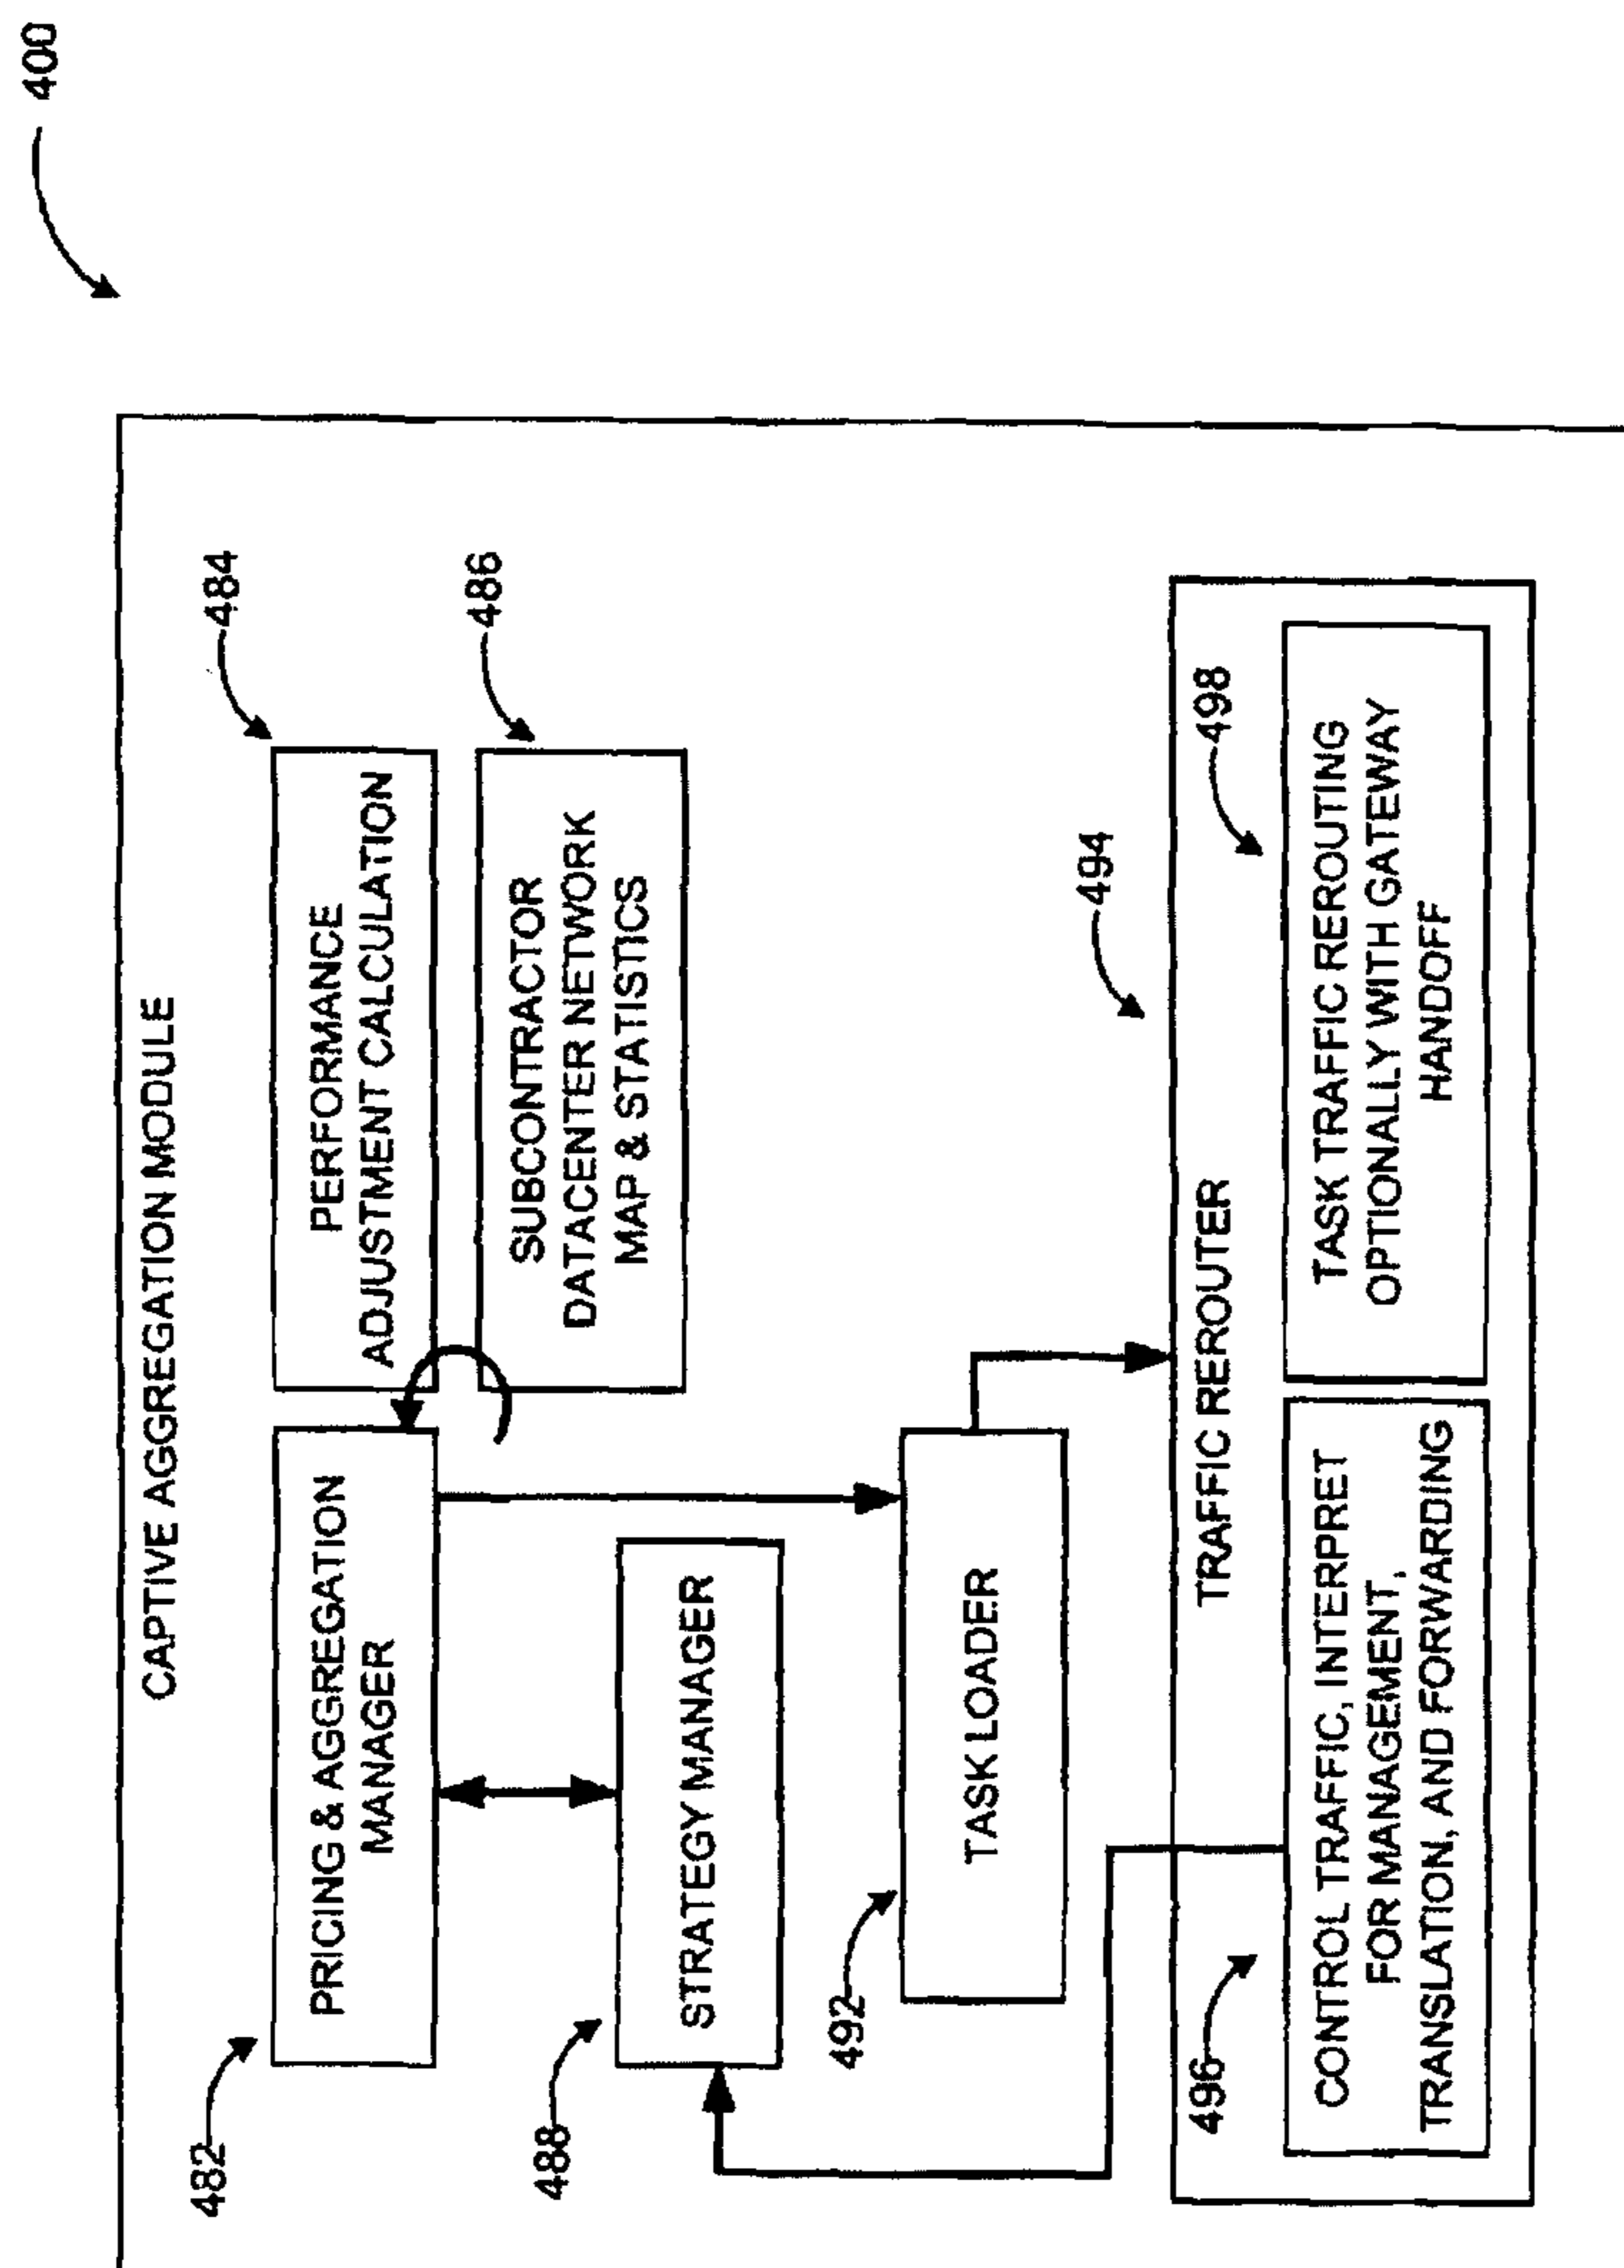 400
CAPTIVE AGGREGATION MODULE
482
PRICING & AGGREGATION
MANAGER
484
PERFORMANCE
ADJUSTMENT CALCULATION
486
SUBCONTRACTOR
DATACENTER NETWORK
MAP & STATISTICS
488
STRATEGY MANAGER
492
TASK LOADER
494
TRAFFIC REROUTER
496
CONTROL TRAFFIC, INTERPRET
FOR MANAGEMENT,
TRANSLATION, AND FORWARDING
498
TASK TRAFFIC REROUTING
OPTIONALLY WITH GATEWAY
HANDOFF